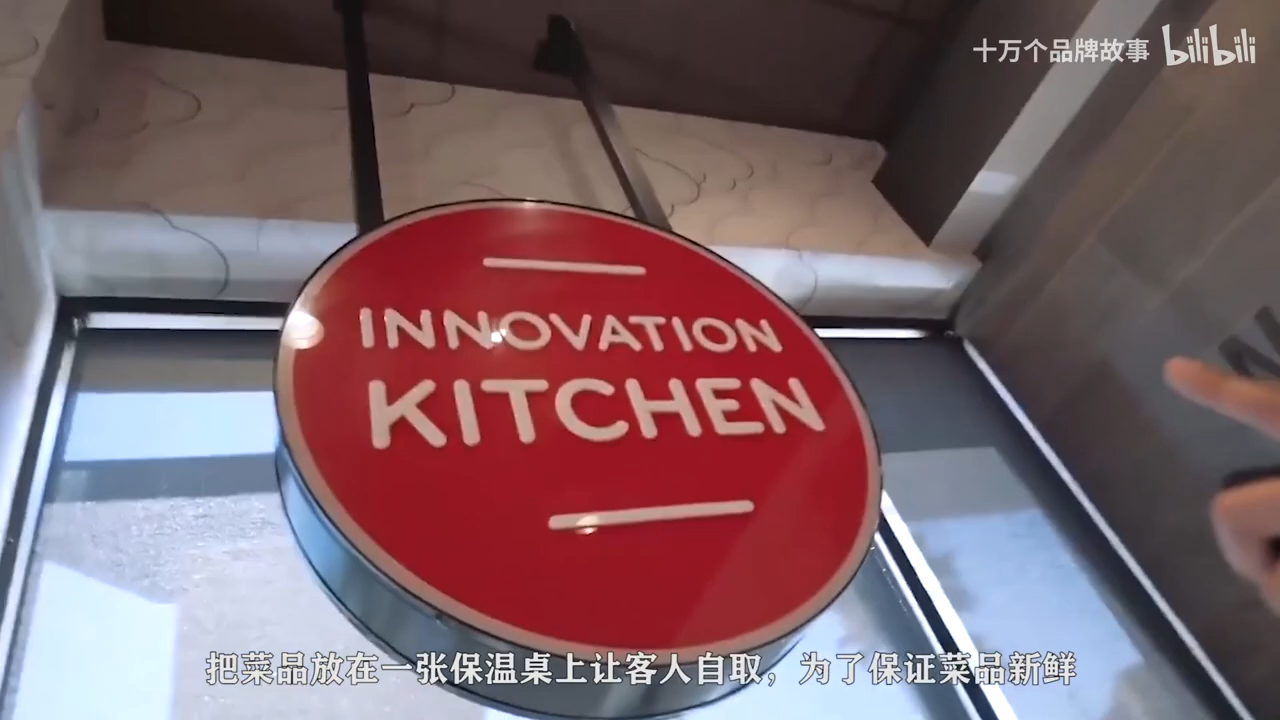 十万个品牌故事 bilibili
INNOVATION
KITCHEN
把菜品放在一张保温桌上让客人自取，为了保证菜品新鲜